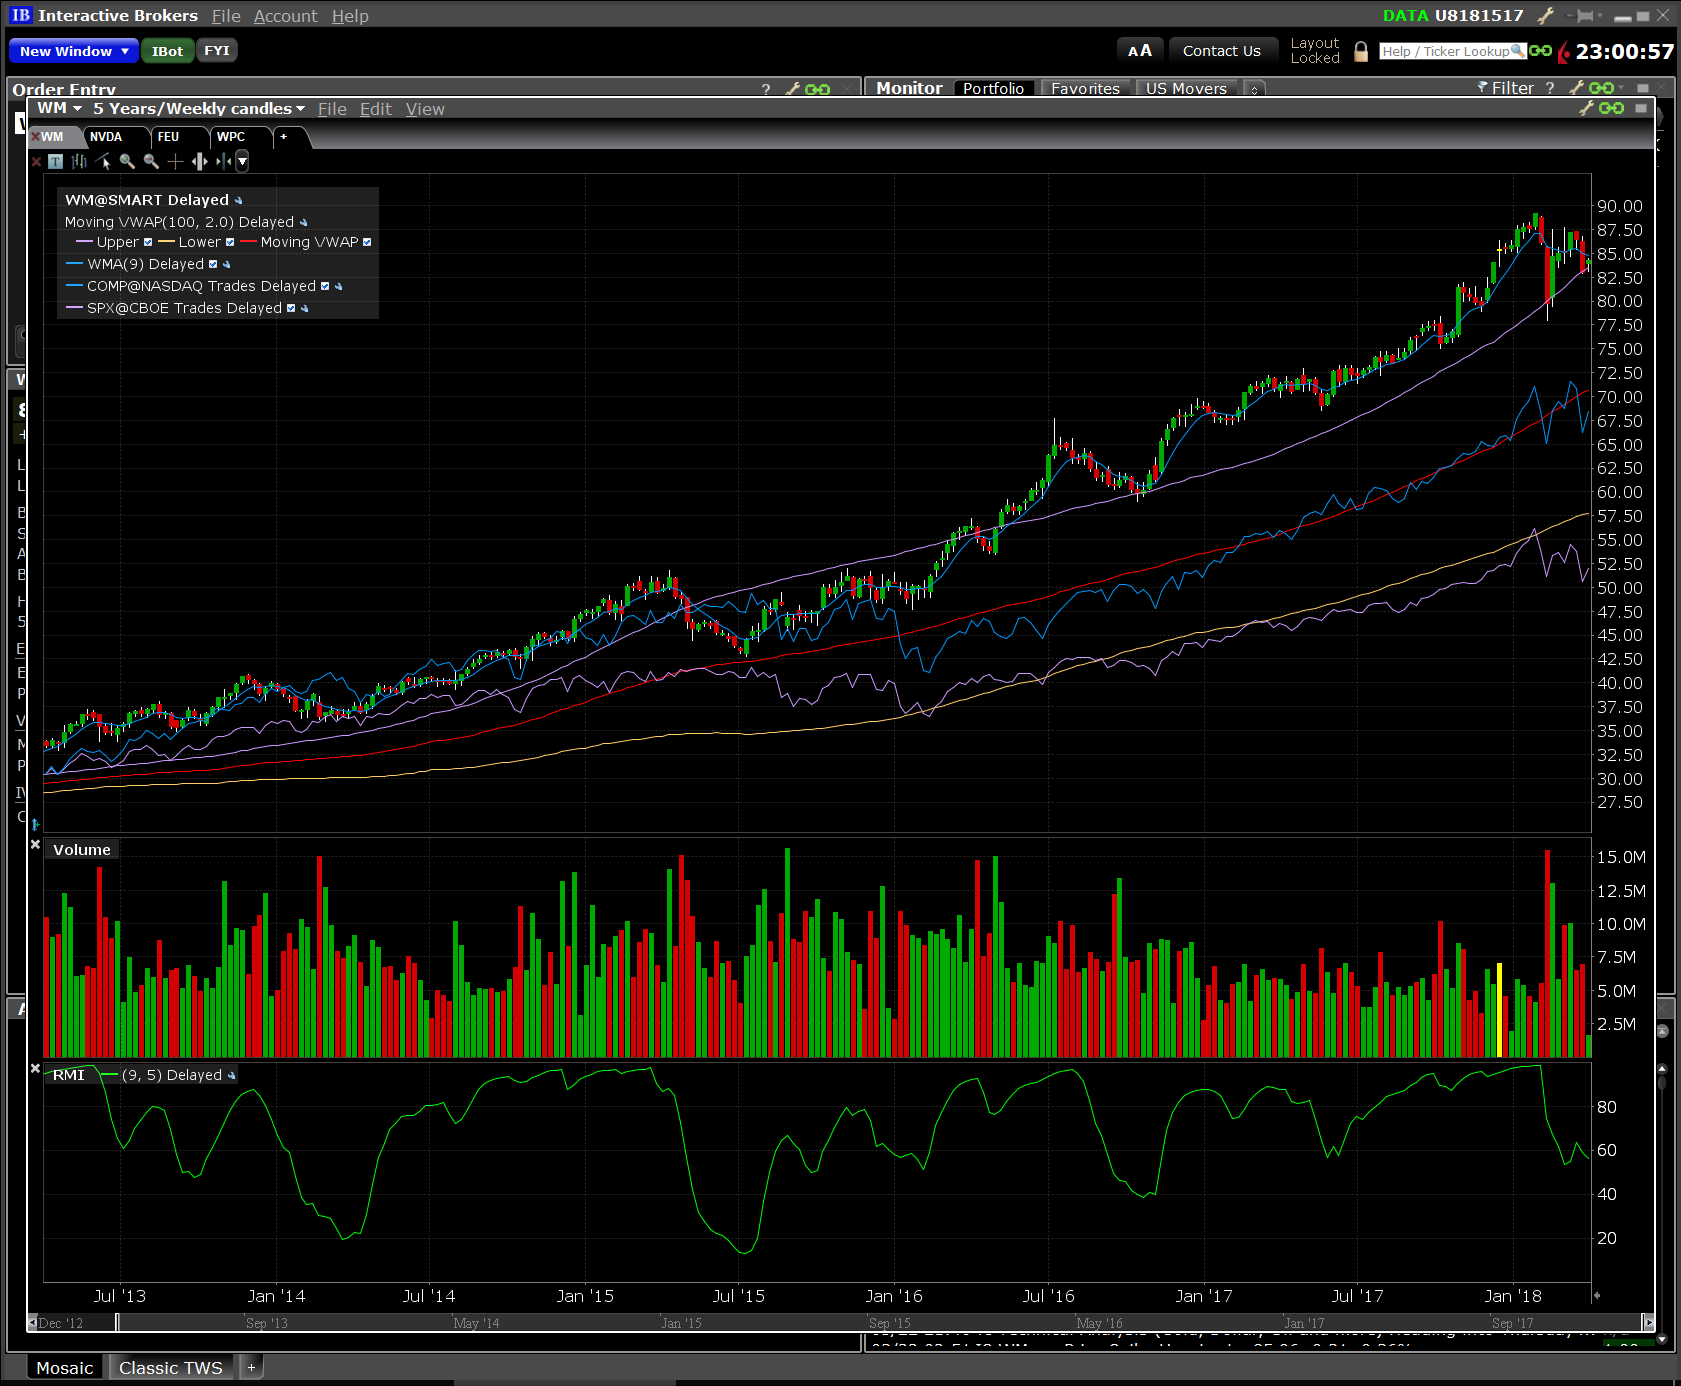 IB Interactive Brokers File Account Help
DATA U8181517
New Window IBot FYI
AA Contact Us Layout Locked Help / Ticker Lookup 23:00:57
Order Entry ?
Monitor Portfolio Favorites US Movers Filter ?
WM 5 Years/Weekly candles File Edit View
WM NVDA FEU WPC +
WM@SMART Delayed
Moving VWAP(100, 2.0) Delayed
Upper Lower Moving VWAP
WMA(9) Delayed
COMP@NASDAQ Trades Delayed
SPX@CBOE Trades Delayed
90.00
87.50
85.00
82.50
80.00
77.50
75.00
72.50
70.00
67.50
65.00
62.50
60.00
57.50
55.00
52.50
50.00
47.50
45.00
42.50
40.00
37.50
35.00
32.50
30.00
27.50
Volume
15.0M
12.5M
10.0M
7.5M
5.0M
2.5M
RMI (9, 5) Delayed
80
60
40
20
Jul '13 Jan '14 Jul '14 Jan '15 Jul '15 Jan '16 Jul '16 Jan '17 Jul '17 Jan '18
Dec '12 Sep '13 May '14 Jan '15 Sep '15 May '16 Jan '17 Sep '17
Mosaic Classic TWS +